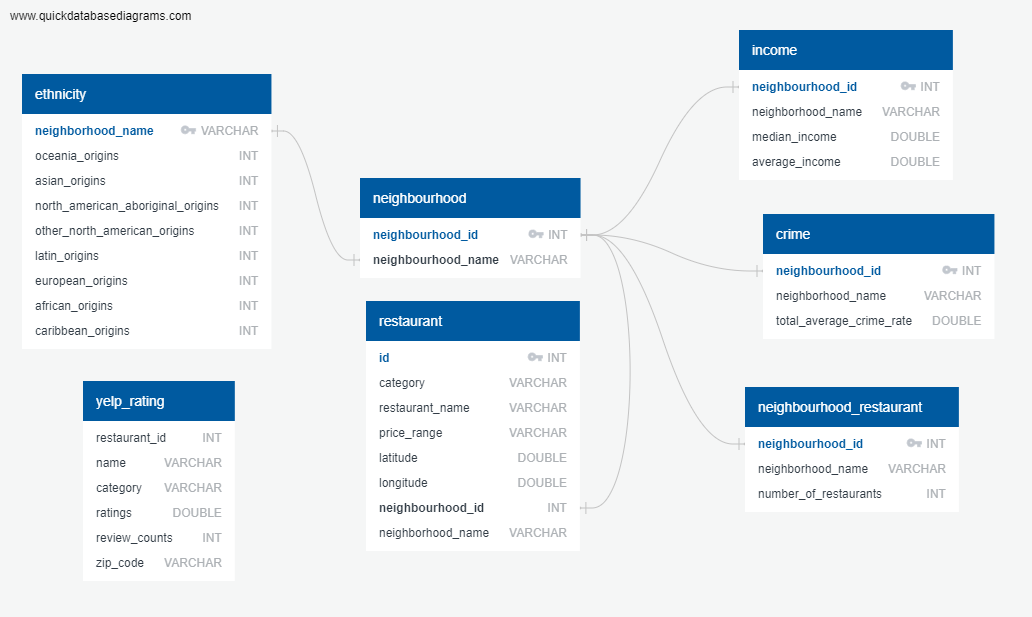 www.quickdatabasediagrams.com
ethnicity
neighborhood_name VARCHAR
oceania_origins INT
asian_origins INT
north_american_aboriginal_origins INT
other_north_american_origins INT
latin_origins INT
european_origins INT
african_origins INT
caribbean_origins INT
yelp_rating
restaurant_id INT
name VARCHAR
category VARCHAR
ratings DOUBLE
review_counts INT
zip_code VARCHAR
neighbourhood
neighbourhood_id INT
neighbourhood_name VARCHAR
restaurant
id INT
category VARCHAR
restaurant_name VARCHAR
price_range VARCHAR
latitude DOUBLE
longitude DOUBLE
neighbourhood_id INT
neighborhood_name VARCHAR
income
neighbourhood_id INT
neighborhood_name VARCHAR
median_income DOUBLE
average_income DOUBLE
crime
neighbourhood_id INT
neighborhood_name VARCHAR
total_average_crime_rate DOUBLE
neighbourhood_restaurant
neighbourhood_id INT
neighborhood_name VARCHAR
number_of_restaurants INT